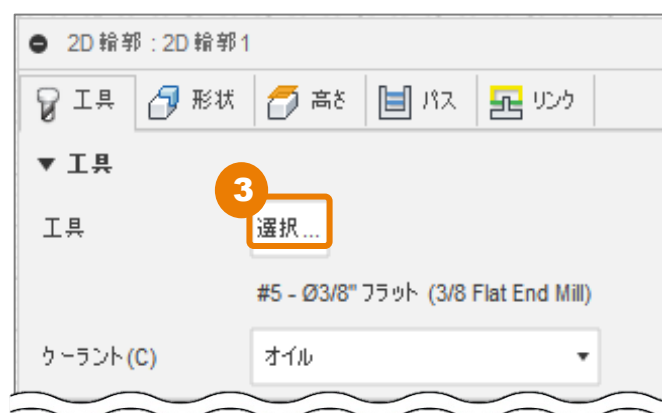 2D 輪郭 : 2D 輪郭1
工具 形状 高さ パス リンク
▼ 工具
3
工具 選択...
#5 - Ø3/8" フラット (3/8 Flat End Mill)
クーラント(C) オイル